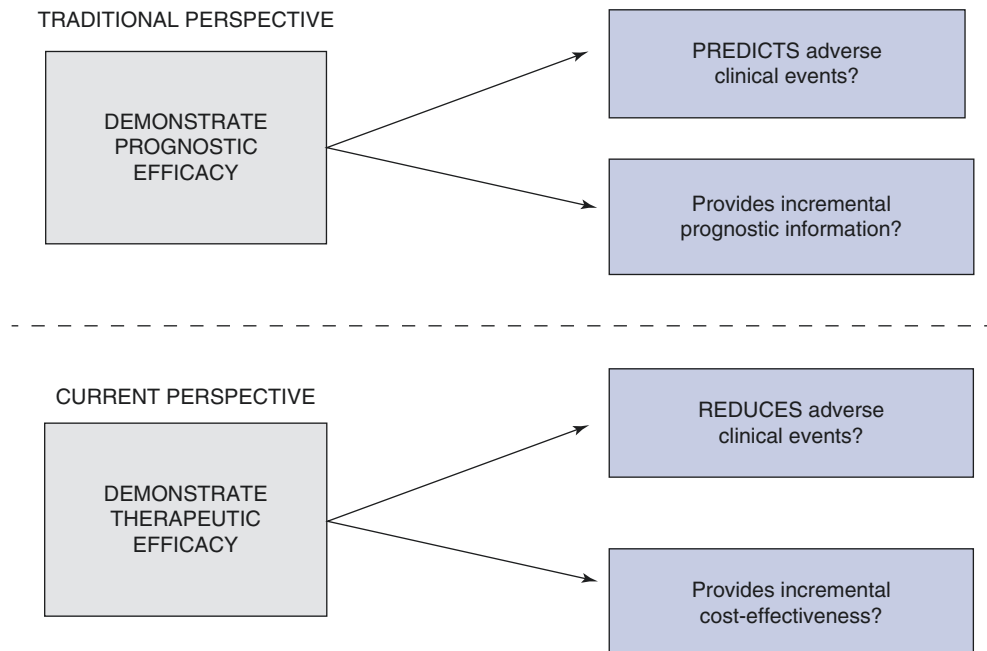 TRADITIONAL PERSPECTIVE
DEMONSTRATE
PROGNOSTIC
EFFICACY
PREDICTS adverse
clinical events?
Provides incremental
prognostic information?
CURRENT PERSPECTIVE
DEMONSTRATE
THERAPEUTIC
EFFICACY
REDUCES adverse
clinical events?
Provides incremental
cost-effectiveness?